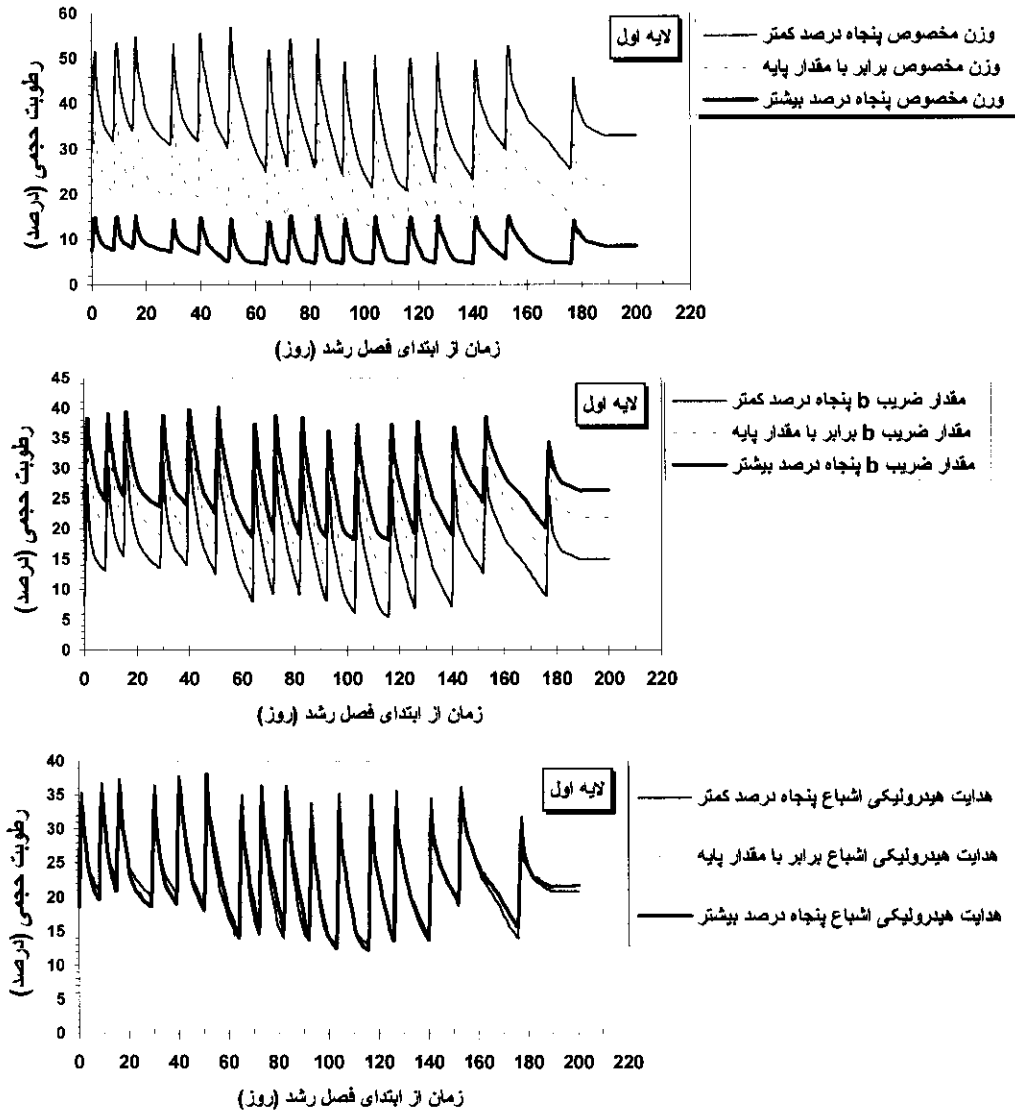 60
50
40
30
20
10
0
رطوبت حجمی (درصد)
لایه اول
وزن مخصوص پنجاه درصد کمتر
وزن مخصوص برابر با مقدار پایه
ورن مخصوص پنجاه درصد بیشتر
0 20 40 60 80 100 120 140 160 180 200 220
زمان از ابتدای فصل رشد (روز)
45
40
35
30
25
20
15
10
5
0
رطوبت حجمی (درصد)
لایه اول
مقدار ضریب b پنجاه درصد کمتر
مقدار ضریب b برابر با مقدار پایه
مقدار ضریب b پنجاه درصد بیشتر
0 20 40 60 80 100 120 140 160 180 200 220
زمان از ابتدای فصل رشد (روز)
40
35
30
25
20
15
10
5
0
رطوبت حجمی (درصد)
لایه اول
هدایت هیدرولیکی اشباع پنجاه درصد کمتر
هدایت هیدرولیکی اشباع برابر با مقدار پایه
هدایت هیدرولیکی اشباع پنجاه درصد بیشتر
0 20 40 60 80 100 120 140 160 180 200 220
زمان از ابتدای فصل رشد (روز)